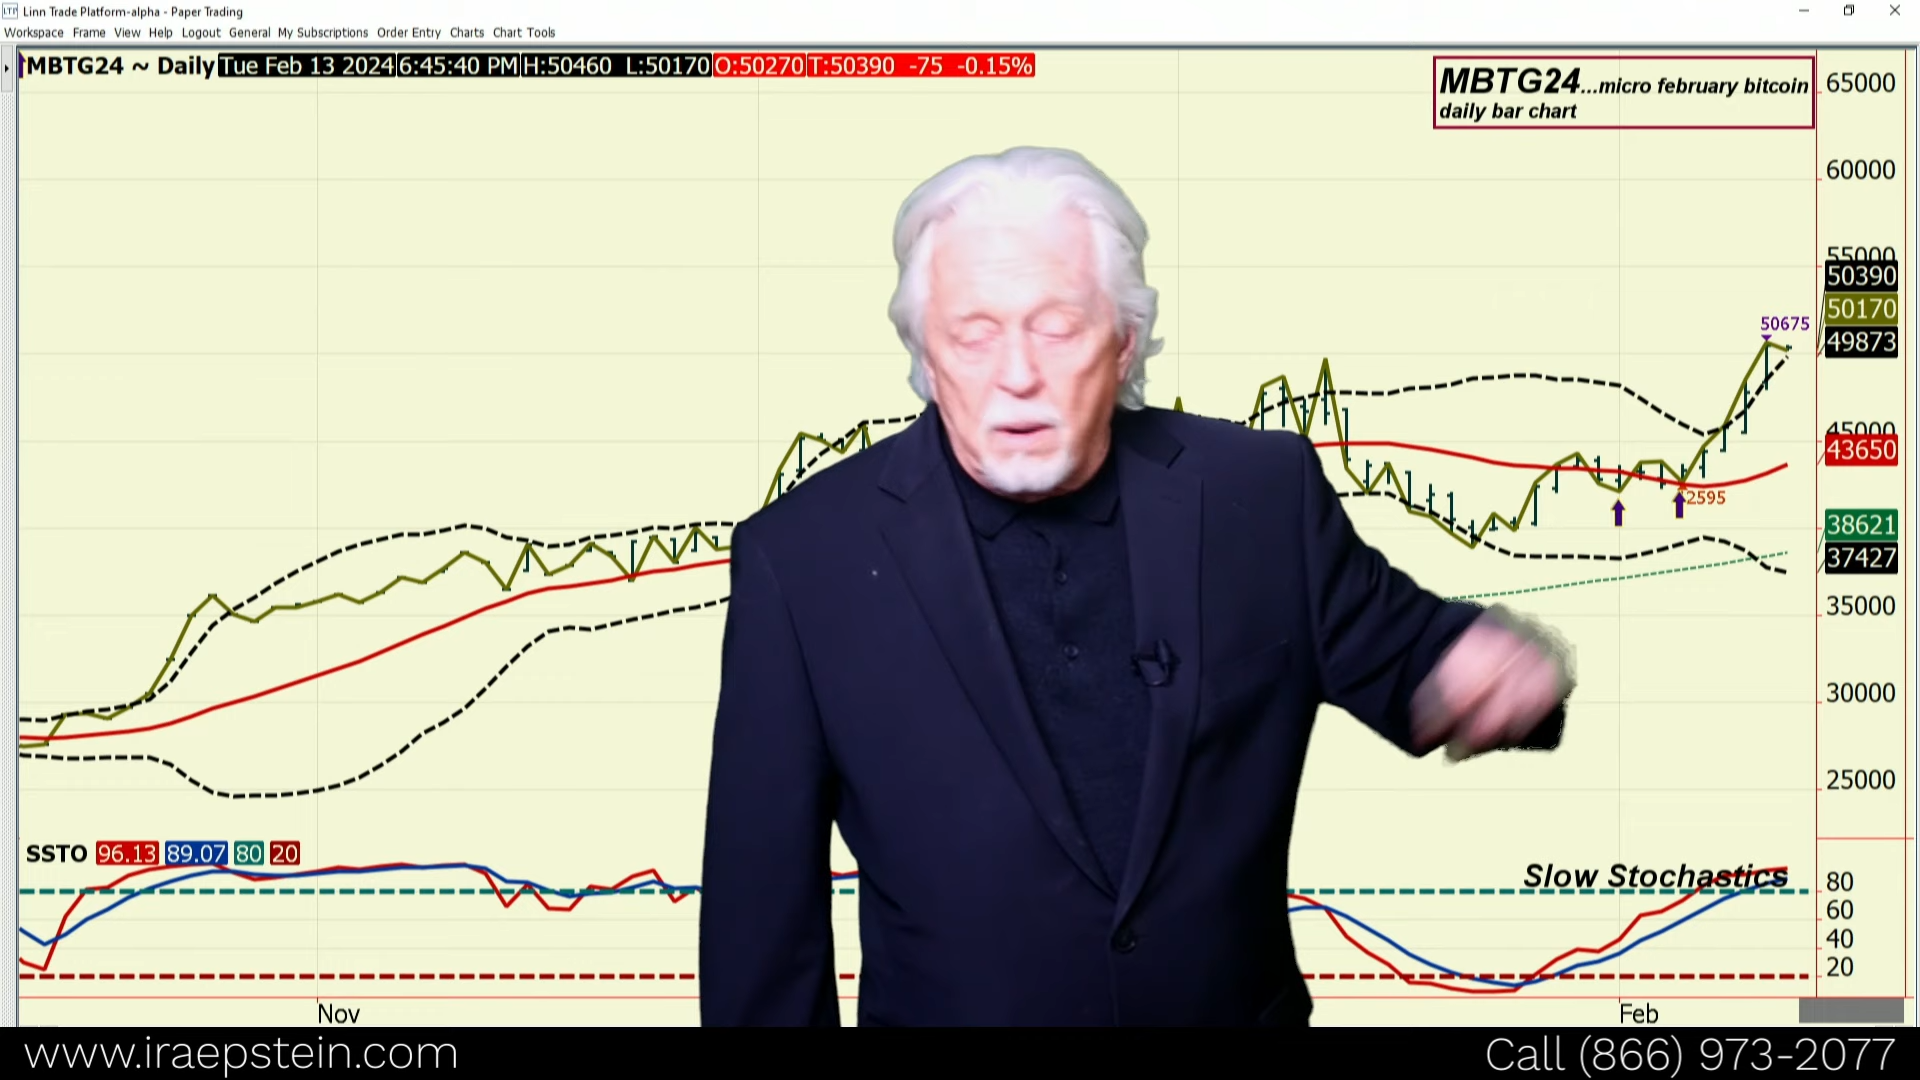 LTP Linn Trade Platform-alpha - Paper Trading
Workspace Frame View Help Logout General My Subscriptions Order Entry Charts Chart Tools
MBTG24 ~ Daily Tue Feb 13 2024 6:45:40 PM H:50460 L:50170 O:50270 T:50390 -75 -0.15%
MBTG24...micro february bitcoin
daily bar chart
65000
60000
55000
50390
50170
50675
49873
45000
43650
2595
38621
37427
35000
30000
25000
SSTO 96.13 89.07 80 20
Slow Stochastics
80
60
40
20
Nov
Feb
www.iraepstein.com
Call (866) 973-2077